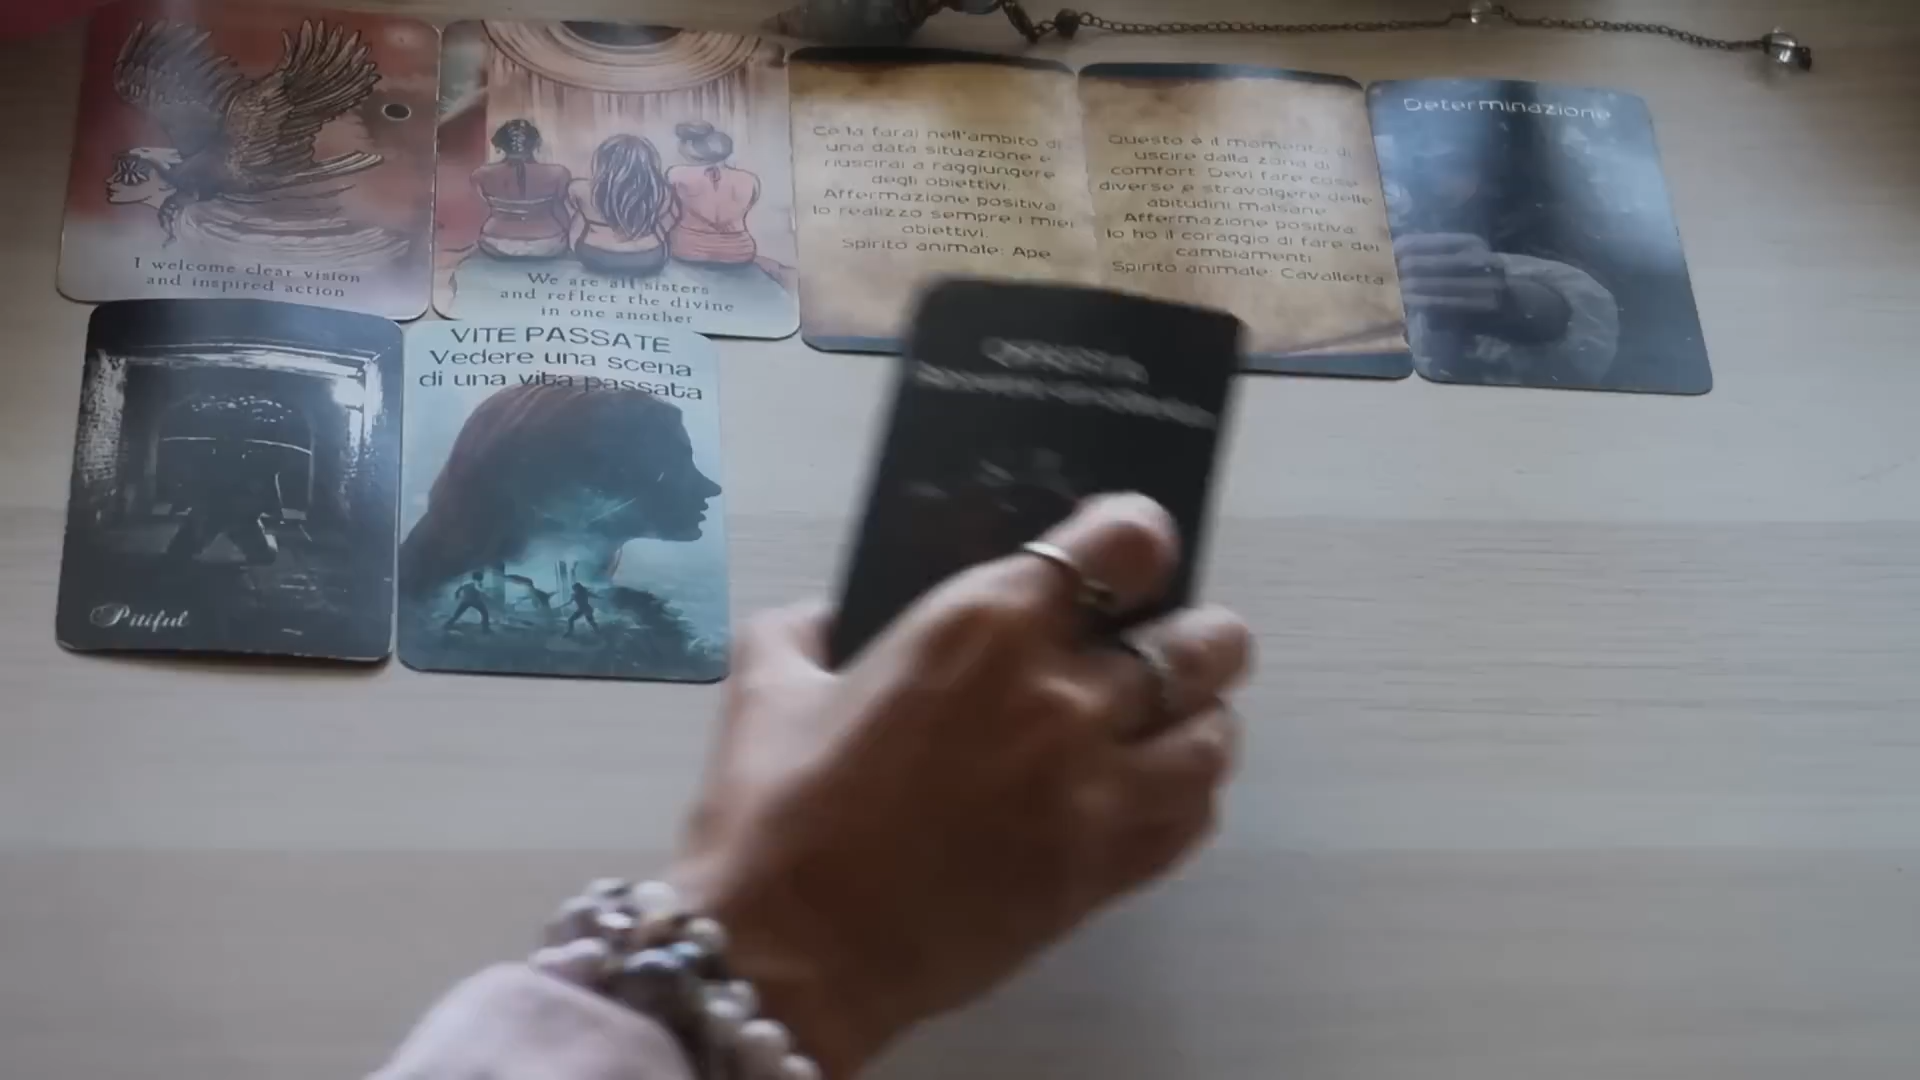 I welcome clear vision
and inspired action
We are all sisters
and reflect the divine
in one another
Ce la farai nell'ambito di
una data situazione e
riuscirai a raggiungere
degli obiettivi.
Affermazione positiva:
Io realizzo sempre i miei
obiettivi.
Spirito animale: Ape
Questo è il momento di
uscire dalla zona di
comfort. Devi fare cose
diverse e stravolgere delle
abitudini malsane.
Affermazione positiva:
Io ho il coraggio di fare dei
cambiamenti.
Spirito animale: Cavalletta
Determinazione
Pitiful
VITE PASSATE
Vedere una scena
di una vita passata